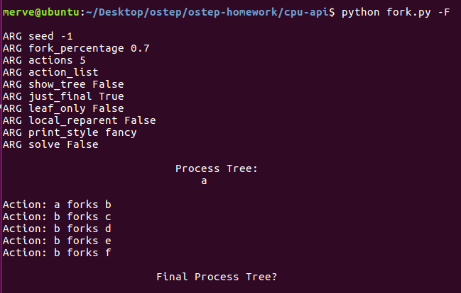 merve@ubuntu:~/Desktop/ostep/ostep-homework/cpu-api$ python fork.py -F
ARG seed -1
ARG fork_percentage 0.7
ARG actions 5
ARG action_list
ARG show_tree False
ARG just_final True
ARG leaf_only False
ARG local_reparent False
ARG print_style fancy
ARG solve False
Process Tree:
a
Action: a forks b
Action: b forks c
Action: b forks d
Action: b forks e
Action: b forks f
Final Process Tree?